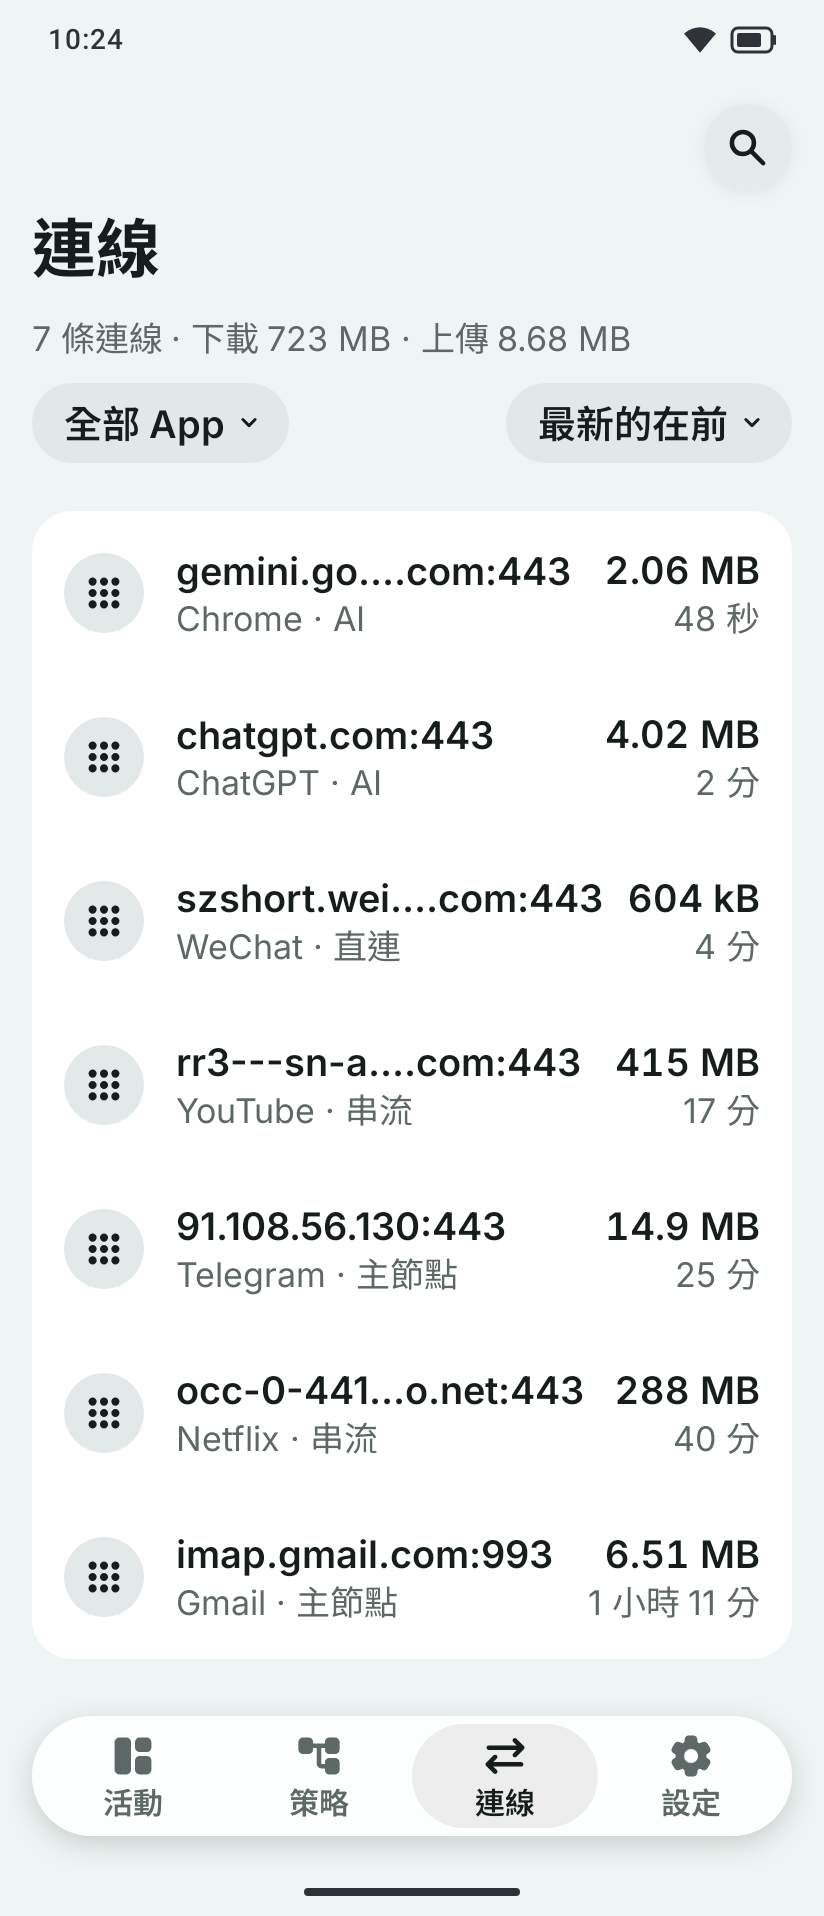 10:24
連線
7 條連線 · 下載 723 MB · 上傳 8.68 MB
全部 App
最新的在前
gemini.go....com:443 2.06 MB
Chrome · AI 48 秒
chatgpt.com:443 4.02 MB
ChatGPT · AI 2 分
szshort.wei....com:443 604 kB
WeChat · 直連 4 分
rr3---sn-a....com:443 415 MB
YouTube · 串流 17 分
91.108.56.130:443 14.9 MB
Telegram · 主節點 25 分
occ-0-441...o.net:443 288 MB
Netflix · 串流 40 分
imap.gmail.com:993 6.51 MB
Gmail · 主節點 1 小時 11 分
活動 策略 連線 設定